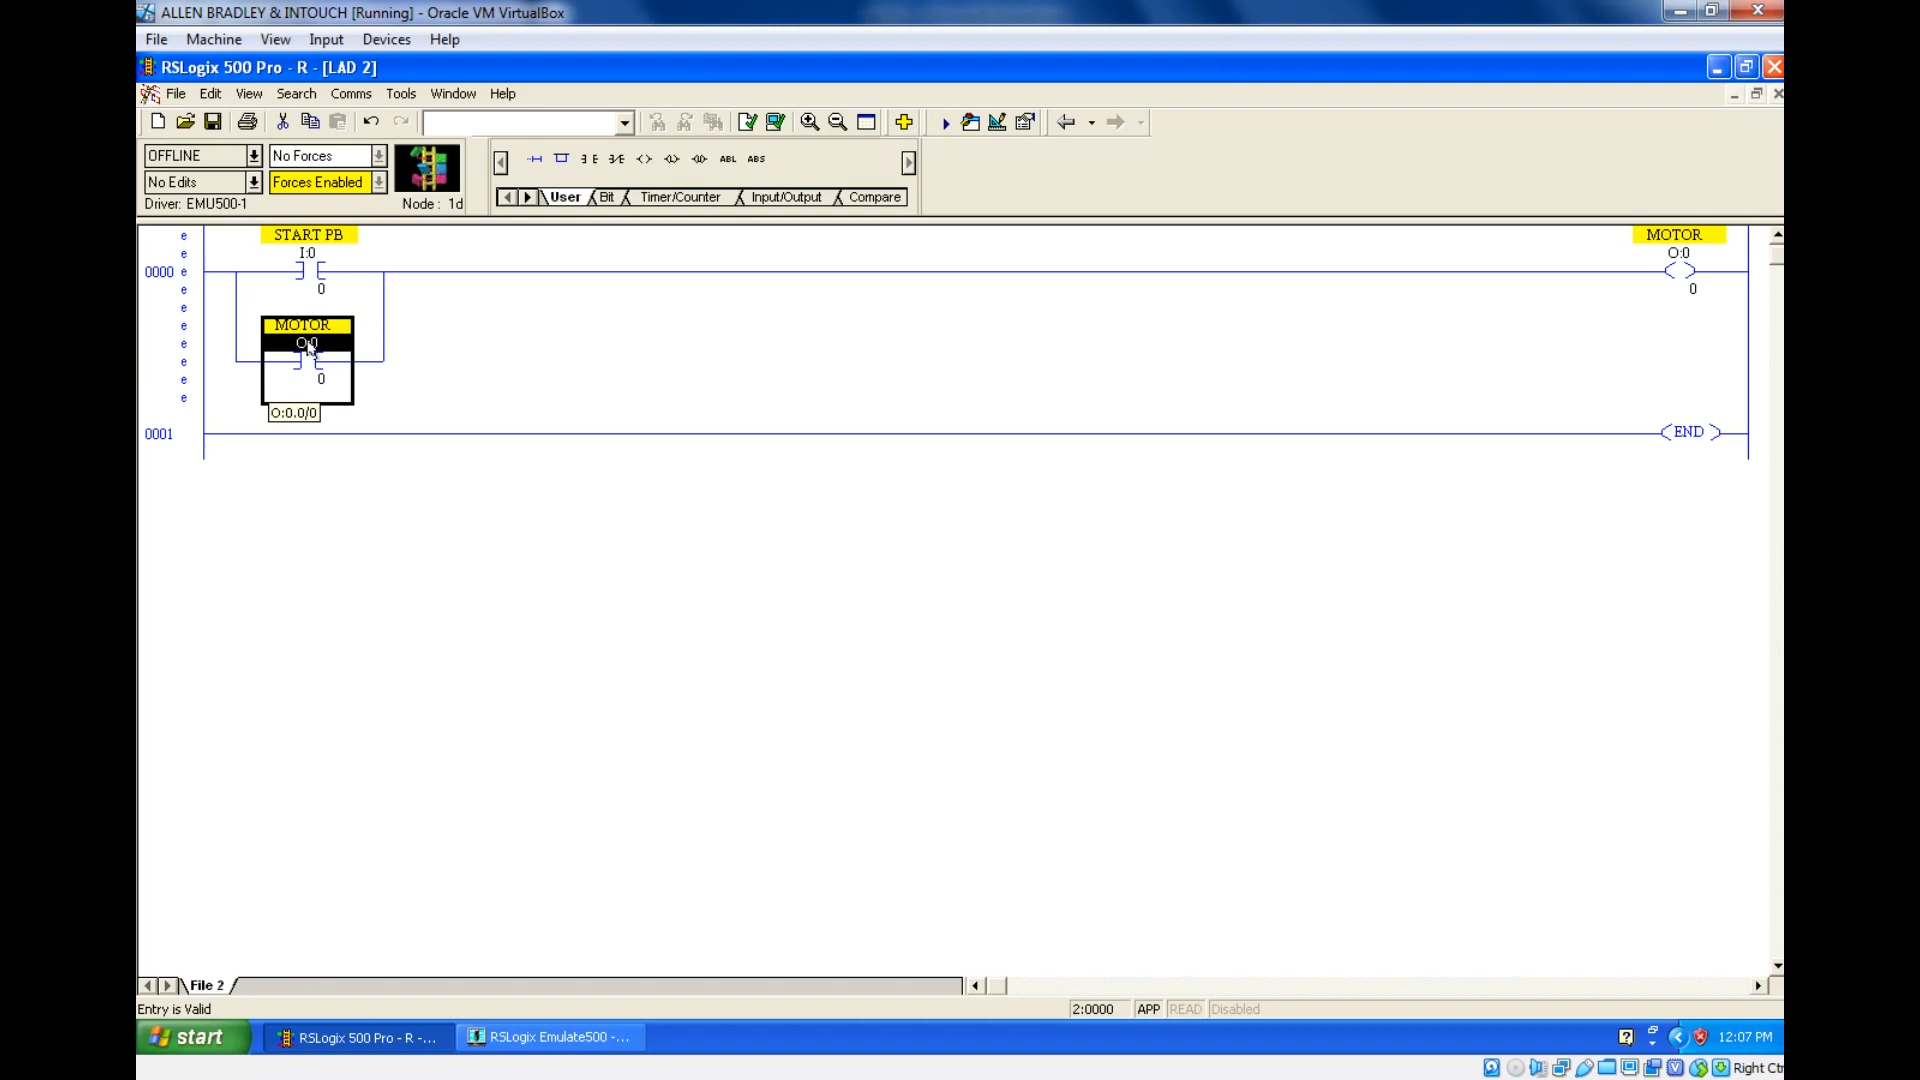 ALLEN BRADLEY & INTOUCH [Running] - Oracle VM VirtualBox
File Machine View Input Devices Help
RSLogix 500 Pro - R - [LAD 2]
File Edit View Search Comms Tools Window Help
OFFLINE No Forces
No Edits Forces Enabled
Driver: EMU500-1 Node : 1d
ABL ABS
User Bit Timer/Counter Input/Output Compare
START PB MOTOR
e
e I:0 O:0
0000 e
e 0 0
e
e MOTOR
e O:0
e
e 0
e
O:0.0/0
0001 END
File 2
Entry is Valid 2:0000 APP READ Disabled
start RSLogix 500 Pro - R -... RSLogix Emulate500 -... 12:07 PM
Right Ctr